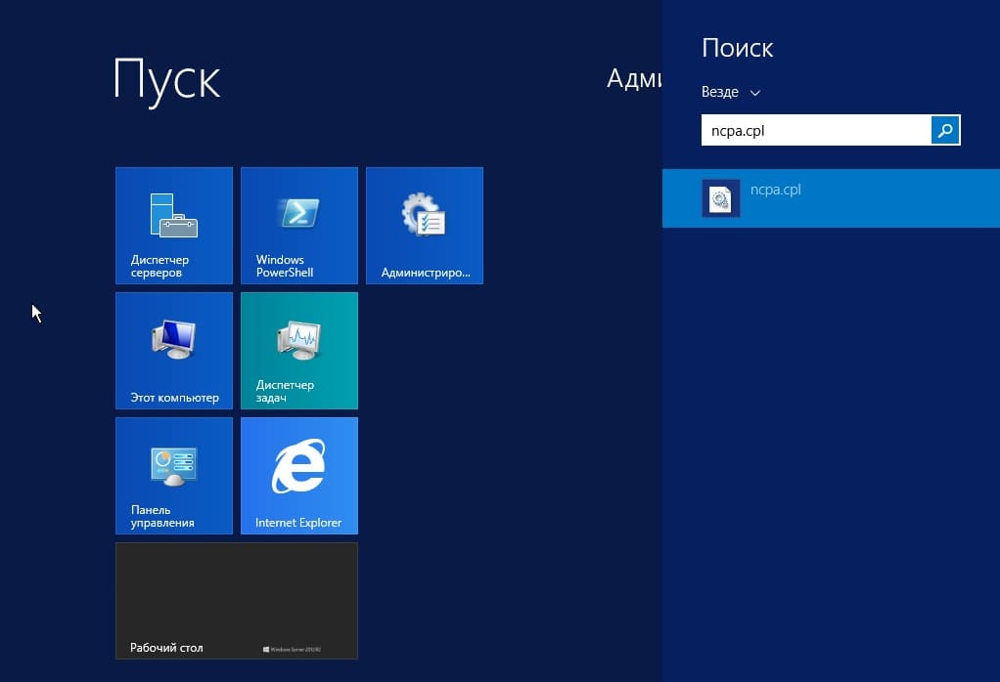 Пуск
Адми
Поиск
Везде
ncpa.cpl
ncpa.cpl
Диспетчер
серверов
Windows
PowerShell
Администриро...
Этот компьютер
Диспетчер
задач
Панель
управления
Internet Explorer
Рабочий стол
Windows Server 2012 R2